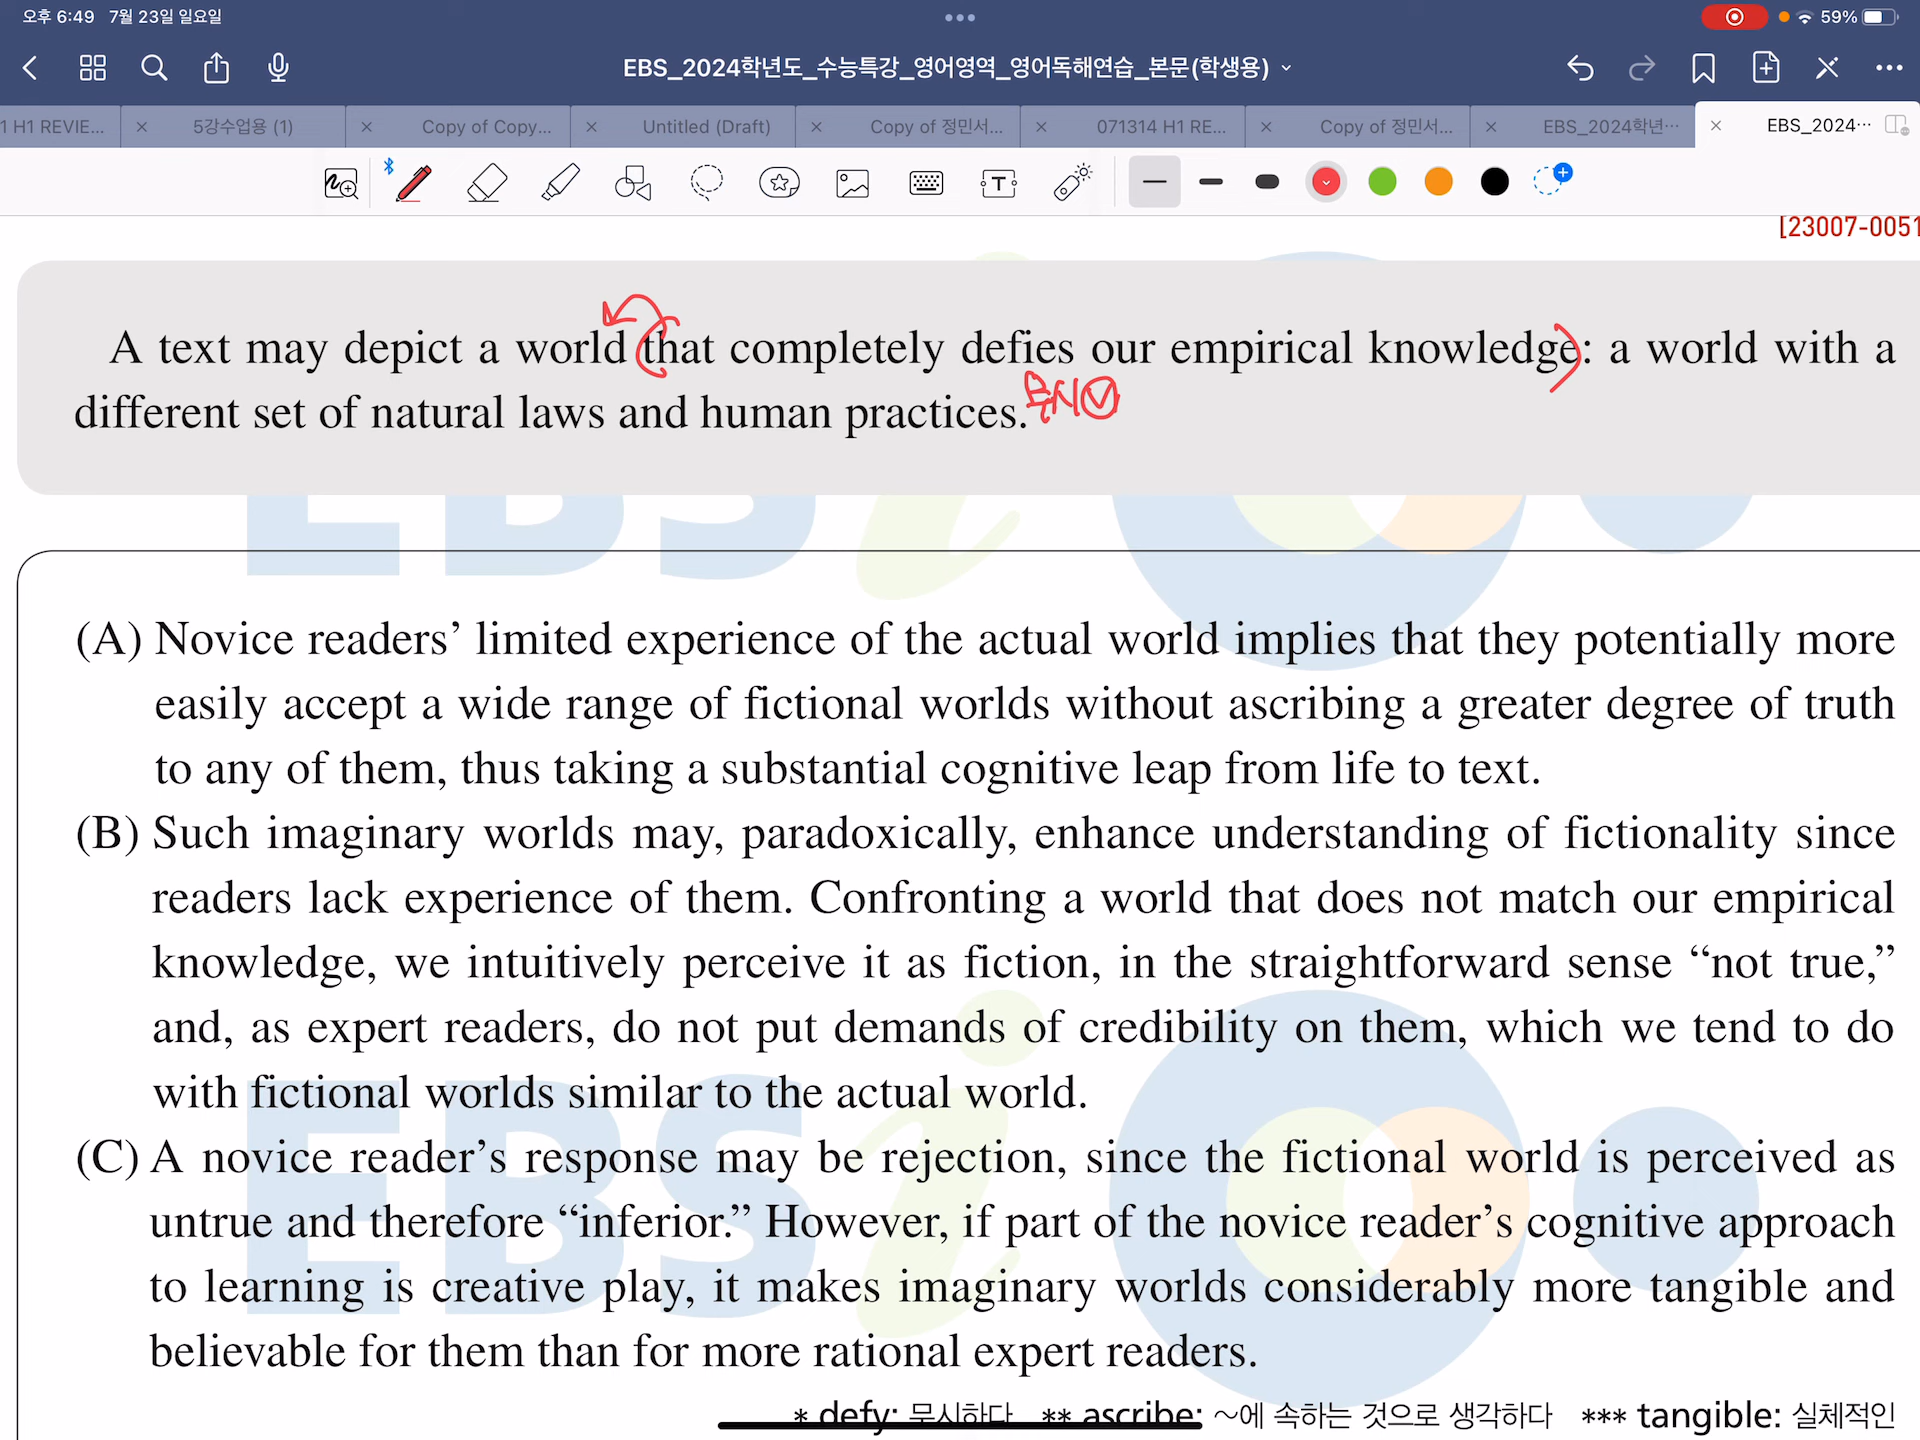 오후 6:49 7월 23일 일요일
59%
EBS_2024학년도_수능특강_영어영역_영어독해연습_본문(학생용)
1 H1 REVIE...
5강수업용 (1)
Copy of Copy...
Untitled (Draft)
Copy of 정민서...
071314 H1 RE...
Copy of 정민서...
EBS_2024학년...
EBS_2024...
T
[23007-0051
A text may depict a world that completely defies our empirical knowledge: a world with a
different set of natural laws and human practices.
무시
EBSi
(A) Novice readers’ limited experience of the actual world implies that they potentially more
easily accept a wide range of fictional worlds without ascribing a greater degree of truth
to any of them, thus taking a substantial cognitive leap from life to text.
(B) Such imaginary worlds may, paradoxically, enhance understanding of fictionality since
readers lack experience of them. Confronting a world that does not match our empirical
knowledge, we intuitively perceive it as fiction, in the straightforward sense “not true,”
and, as expert readers, do not put demands of credibility on them, which we tend to do
with fictional worlds similar to the actual world.
EBSi
(C) A novice reader’s response may be rejection, since the fictional world is perceived as
untrue and therefore “inferior.” However, if part of the novice reader’s cognitive approach
to learning is creative play, it makes imaginary worlds considerably more tangible and
believable for them than for more rational expert readers.
* defy: 무시하다 ** ascribe: ～에 속하는 것으로 생각하다 *** tangible: 실체적인